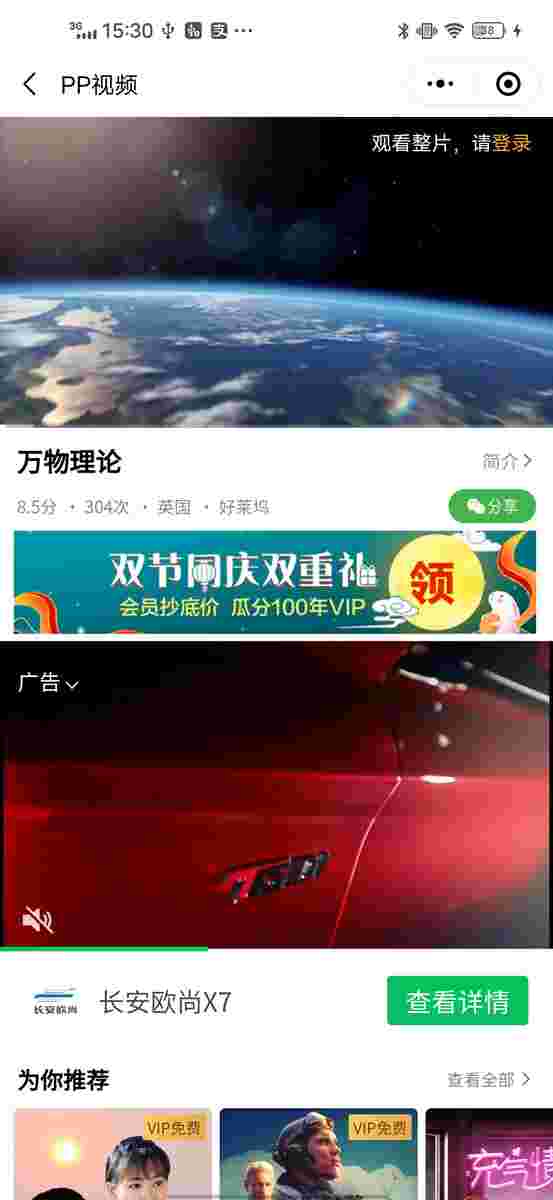 3G 15:30
PP视频
观看整片，请登录
万物理论
简介
8.5分 · 304次 · 英国 · 好莱坞
分享
双节同庆双重礼
领
会员抄底价 瓜分100年VIP
广告
长安欧尚
长安欧尚X7
查看详情
为你推荐
查看全部
VIP免费
VIP免费